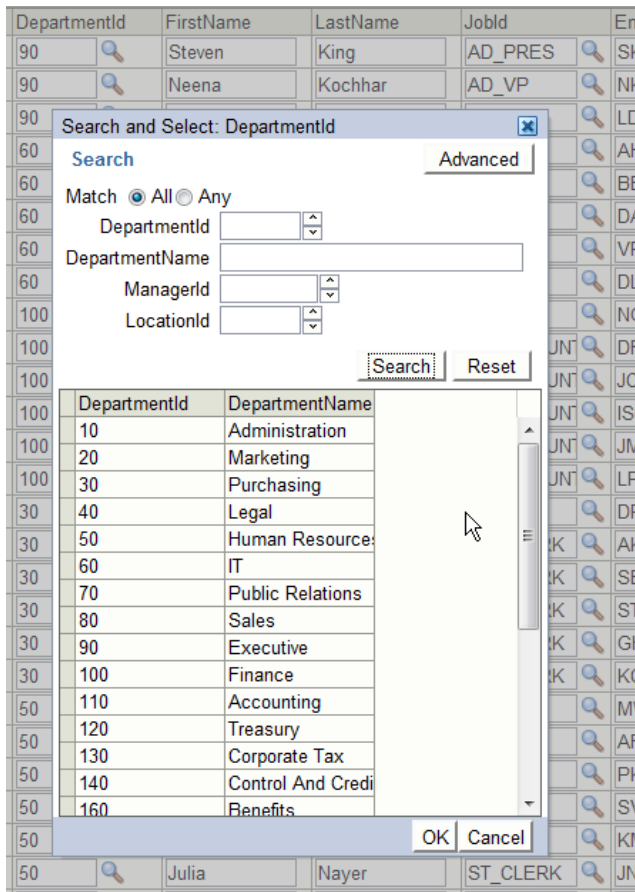 DepartmentId FirstName LastName JobId
90 Steven King AD_PRES
90 Neena Kochhar AD_VP
90
Search and Select: DepartmentId
60
Search Advanced
60
Match All Any
60
DepartmentId
60
DepartmentName
60
ManagerId
100
LocationId
100
Search Reset
100
DepartmentId DepartmentName
100
10 Administration
100
20 Marketing
100
30 Purchasing
30
40 Legal
30
50 Human Resources
60 IT
30
70 Public Relations
30
80 Sales
30
90 Executive
30
100 Finance
50
110 Accounting
50
120 Treasury
130 Corporate Tax
50
140 Control And Credi
50
160 Benefits
50
OK Cancel
50 Julia Nayer ST_CLERK